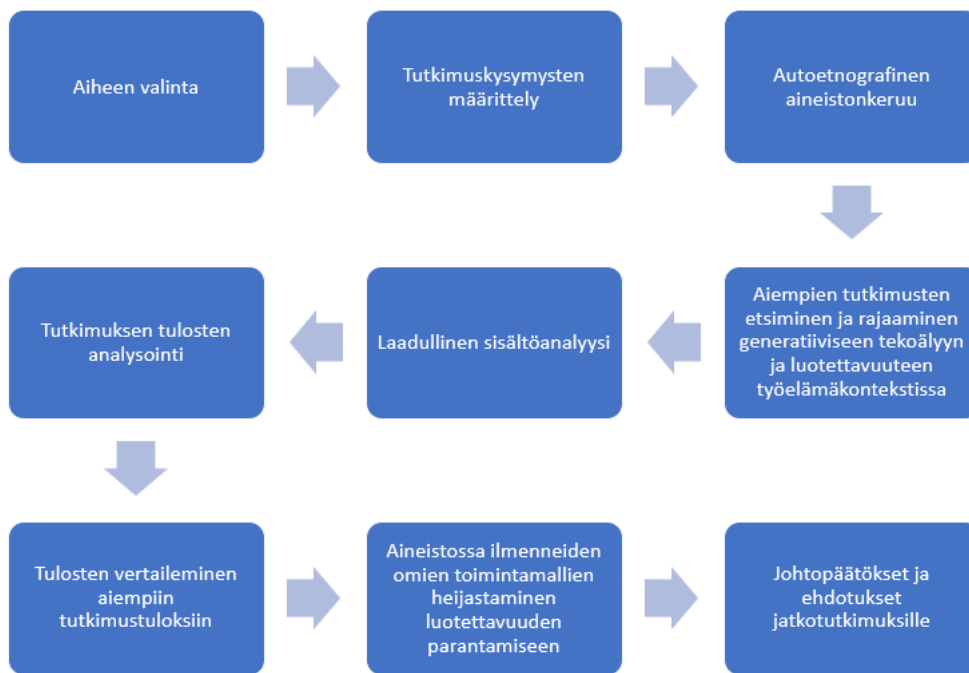 Aiheen valinta
Tutkimuskysymysten
määrittely
Autoetnografinen
aineistonkeruu
Aiempien tutkimusten
etsiminen ja rajaaminen
generatiiviseen tekoälyyn
ja luotettavuuteen
työelämäkontekstissa
Laadullinen sisältöanalyysi
Tutkimuksen tulosten
analysointi
Tulosten vertaileminen
aiempiin
tutkimustuloksiin
Aineistossa ilmenneiden
omien toimintamallien
heijastaminen
luotettavuuden
parantamiseen
Johtopäätökset ja
ehdotukset
jatkotutkimuksille